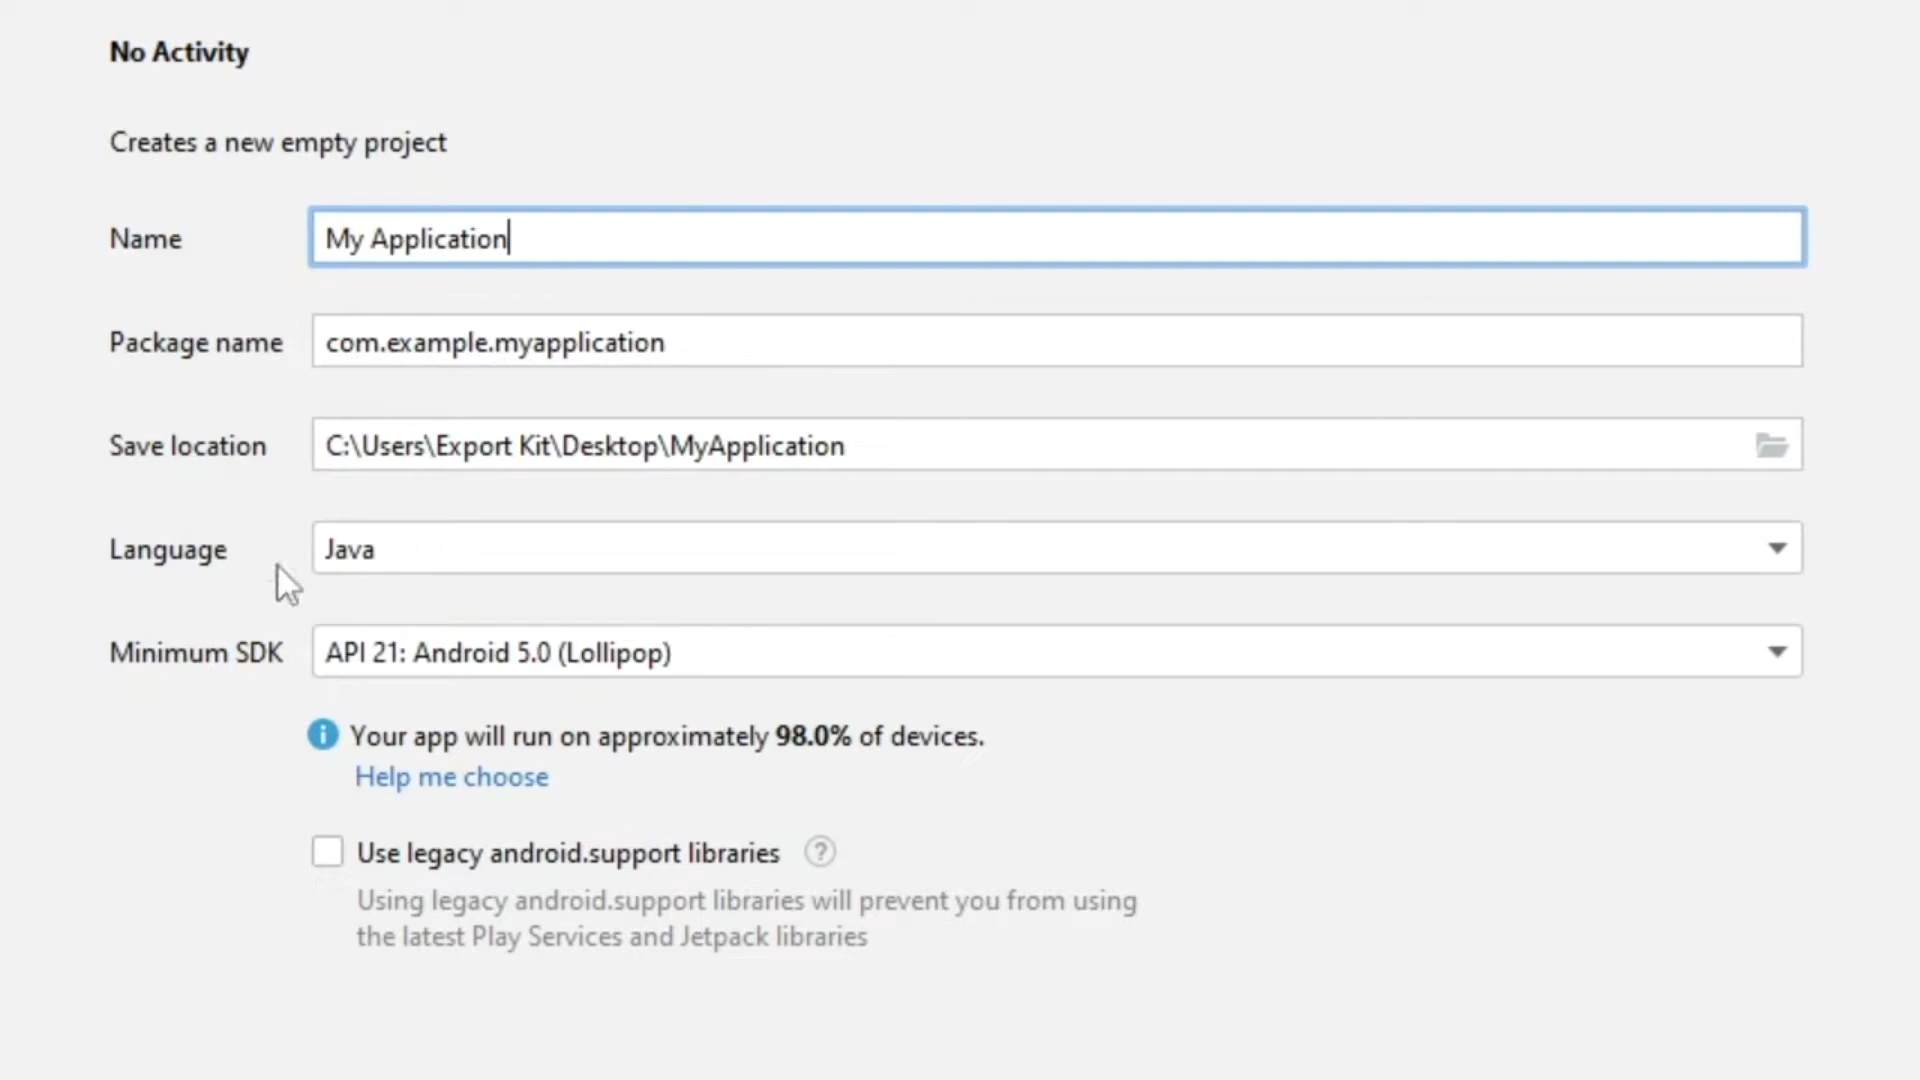 No Activity
Creates a new empty project
Name My Application
Package name com.example.myapplication
Save location C:\Users\Export Kit\Desktop\MyApplication
Language Java
Minimum SDK API 21: Android 5.0 (Lollipop)
Your app will run on approximately 98.0% of devices.
Help me choose
Use legacy android.support libraries ?
Using legacy android.support libraries will prevent you from using
the latest Play Services and Jetpack libraries